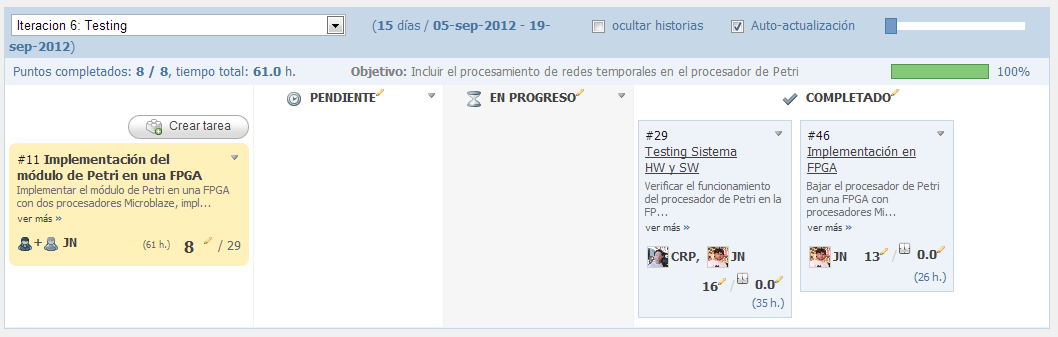 Iteracion 6: Testing
(15 días / 05-sep-2012 - 19-sep-2012)
ocultar historias
Auto-actualización
Puntos completados: 8 / 8, tiempo total: 61.0 h.
Objetivo: Incluir el procesamiento de redes temporales en el procesador de Petri
100%
PENDIENTE
EN PROGRESO
COMPLETADO
Crear tarea
#11 Implementación del
módulo de Petri en una FPGA
Implementar el módulo de Petri en una FPGA
con dos procesadores Microblaze, impl...
ver más »
+ JN
(61 h.)
8 / 29
#29
Testing Sistema
HW y SW
Verificar el funcionamiento
del procesador de Petri en la
FP...
ver más »
CRP, JN
16 / 0.0
(35 h.)
#46
Implementación en
FPGA
Bajar el procesador de Petri
en una FPGA con
procesadores Mi...
ver más »
JN
13 / 0.0
(26 h.)